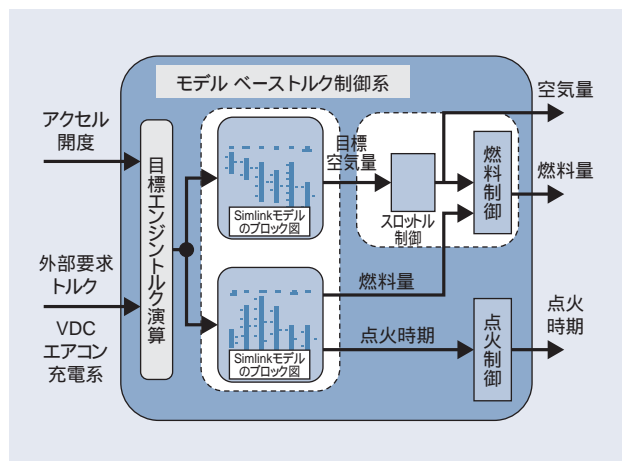 モデル ベーストルク制御系
アクセル
開度
外部要求
トルク
VDC
エアコン
充電系
目標エンジントルク演算
Simlinkモデル
のブロック図
Simlinkモデル
のブロック図
目標
空気量
スロットル
制御
燃料制御
燃料量
点火時期
点火制御
空気量
燃料量
点火
時期